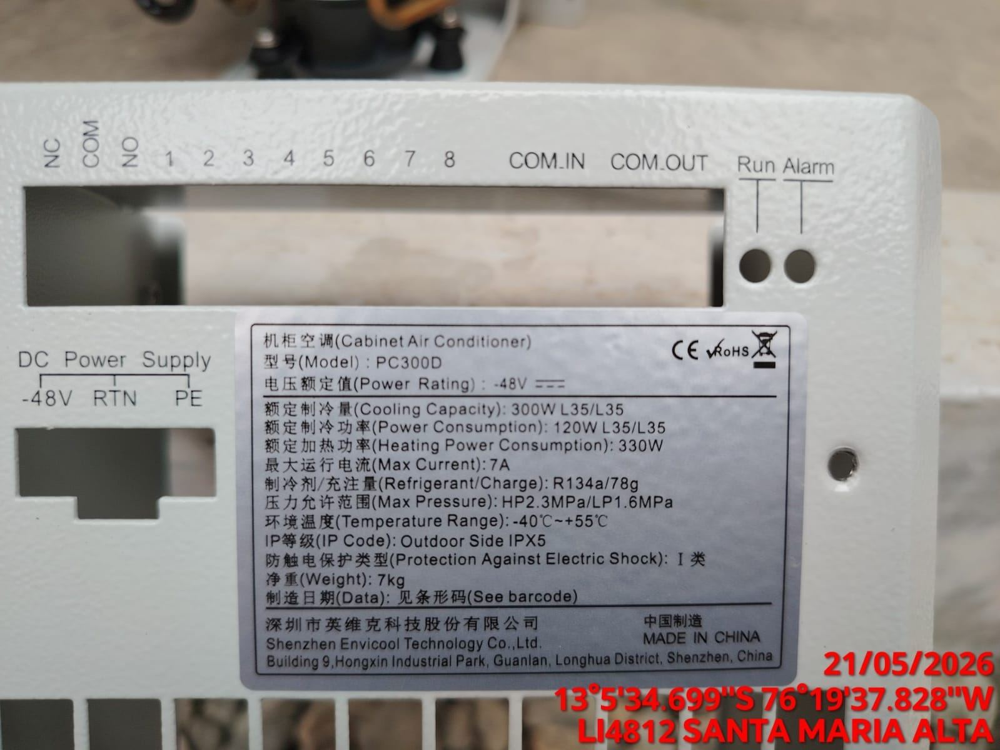 NC COM NO 1 2 3 4 5 6 7 8 COM-IN COM-OUT Run Alarm
DC Power Supply
-48V RTN PE
机柜空调(Cabinet Air Conditioner)
型号(Model) : PC300D
CE RoHS
电压额定值(Power Rating) : -48V
额定制冷量(Cooling Capacity): 300W L35/L35
额定制冷功率(Power Consumption): 120W L35/L35
额定加热功率(Heating Power Consumption): 330W
最大运行电流(Max Current): 7A
制冷剂/充注量(Refrigerant/Charge): R134a/78g
压力允许范围(Max Pressure): HP2.3MPa/LP1.6MPa
环境温度(Temperature Range): -40℃~+55℃
IP等级(IP Code): Outdoor Side IPX5
防触电保护类型(Protection Against Electric Shock): I 类
净重(Weight): 7kg
制造日期(Data): 见条形码(See barcode)
深圳市英维克科技股份有限公司
Shenzhen Envicool Technology Co.,Ltd.
中国制造
MADE IN CHINA
Building 9,Hongxin Industrial Park, Guanlan, Longhua District, Shenzhen, China
21/05/2026
13°5'34.699"S 76°19'37.828"W
LI4812 SANTA MARIA ALTA